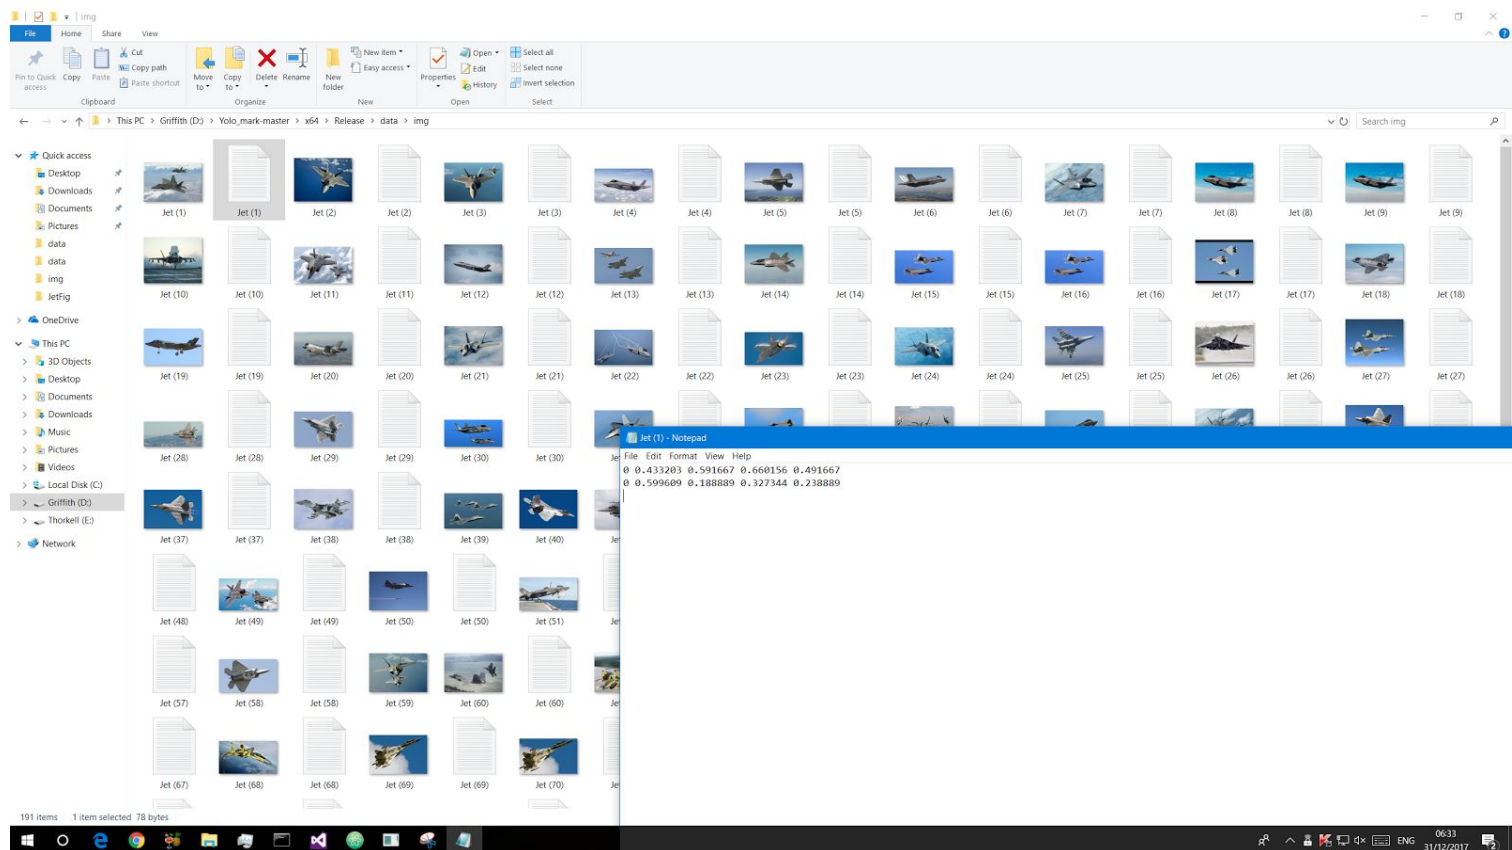 img
File Home Share View
Pin to Quick access
Copy
Paste
Cut
Copy path
Paste shortcut
Clipboard
Move to
Copy to
Delete
Rename
Organize
New folder
New item
Easy access
New
Properties
Open
Edit
History
Open
Select all
Select none
Invert selection
Select
This PC > Griffith (D:) > Yolo_mark-master > x64 > Release > data > img
Search img
Quick access
Desktop
Downloads
Documents
Pictures
data
data
img
JetFig
OneDrive
This PC
3D Objects
Desktop
Documents
Downloads
Music
Pictures
Videos
Local Disk (C:)
Griffith (D:)
Thorkell (E:)
Network
Jet (1) Jet (1) Jet (2) Jet (2) Jet (3) Jet (3) Jet (4) Jet (4) Jet (5) Jet (5) Jet (6) Jet (6) Jet (7) Jet (7) Jet (8) Jet (8) Jet (9) Jet (9)
Jet (10) Jet (10) Jet (11) Jet (11) Jet (12) Jet (12) Jet (13) Jet (13) Jet (14) Jet (14) Jet (15) Jet (15) Jet (16) Jet (16) Jet (17) Jet (17) Jet (18) Jet (18)
Jet (19) Jet (19) Jet (20) Jet (20) Jet (21) Jet (21) Jet (22) Jet (22) Jet (23) Jet (23) Jet (24) Jet (24) Jet (25) Jet (25) Jet (26) Jet (26) Jet (27) Jet (27)
Jet (28) Jet (28) Jet (29) Jet (29) Jet (30) Jet (30)
Jet (37) Jet (37) Jet (38) Jet (38) Jet (39) Jet (40)
Jet (48) Jet (49) Jet (49) Jet (50) Jet (50) Jet (51)
Jet (57) Jet (58) Jet (58) Jet (59) Jet (60) Jet (60)
Jet (67) Jet (68) Jet (68) Jet (69) Jet (69) Jet (70)
Jet (1) - Notepad
File Edit Format View Help
0 0.433203 0.591667 0.660156 0.491667
0 0.599609 0.188889 0.327344 0.238889
191 items 1 item selected 78 bytes
ENG
06:33
31/12/2017
2